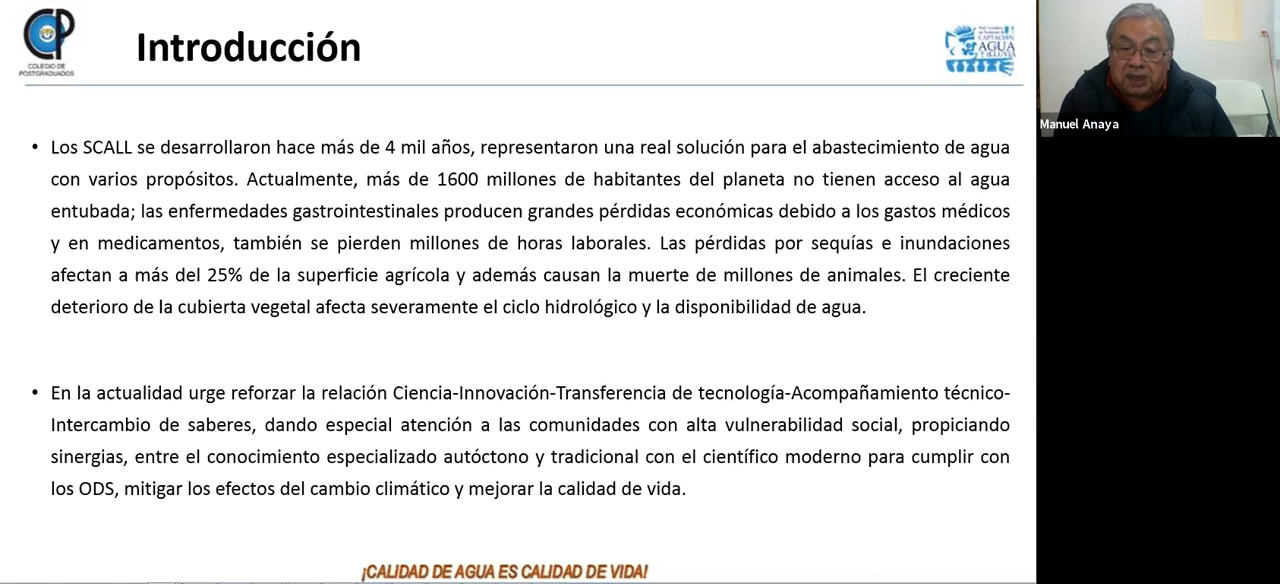 COLEGIO DE
POSTGRADUADOS
Introducción
CAPTACIÓN
AGUA
LLUVIA
Manuel Anaya
• Los SCALL se desarrollaron hace más de 4 mil años, representaron una real solución para el abastecimiento de agua
con varios propósitos. Actualmente, más de 1600 millones de habitantes del planeta no tienen acceso al agua
entubada; las enfermedades gastrointestinales producen grandes pérdidas económicas debido a los gastos médicos
y en medicamentos, también se pierden millones de horas laborales. Las pérdidas por sequías e inundaciones
afectan a más del 25% de la superficie agrícola y además causan la muerte de millones de animales. El creciente
deterioro de la cubierta vegetal afecta severamente el ciclo hidrológico y la disponibilidad de agua.
• En la actualidad urge reforzar la relación Ciencia-Innovación-Transferencia de tecnología-Acompañamiento técnico-
Intercambio de saberes, dando especial atención a las comunidades con alta vulnerabilidad social, propiciando
sinergias, entre el conocimiento especializado autóctono y tradicional con el científico moderno para cumplir con
los ODS, mitigar los efectos del cambio climático y mejorar la calidad de vida.
¡CALIDAD DE AGUA ES CALIDAD DE VIDA!